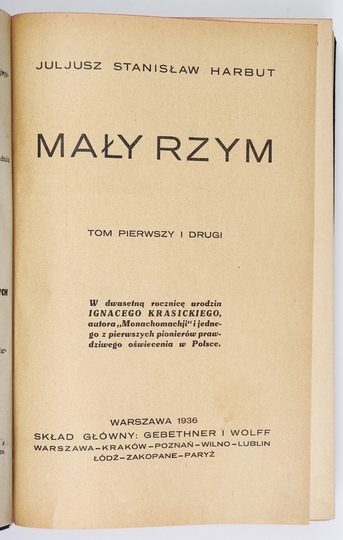 JULJUSZ STANISŁAW HARBUT
MAŁY RZYM
TOM PIERWSZY I DRUGI
W dwusetną rocznicę urodzin
IGNACEGO KRASICKIEGO,
autora „Monachomachji" i jedne-
go z pierwszych pionierów praw-
dziwego oświecenia w Polsce.
WARSZAWA 1936
SKŁAD GŁÓWNY: GEBETHNER I WOLFF
WARSZAWA–KRAKÓW–POZNAŃ–WILNO–LUBLIN
ŁÓDŹ–ZAKOPANE–PARYŻ